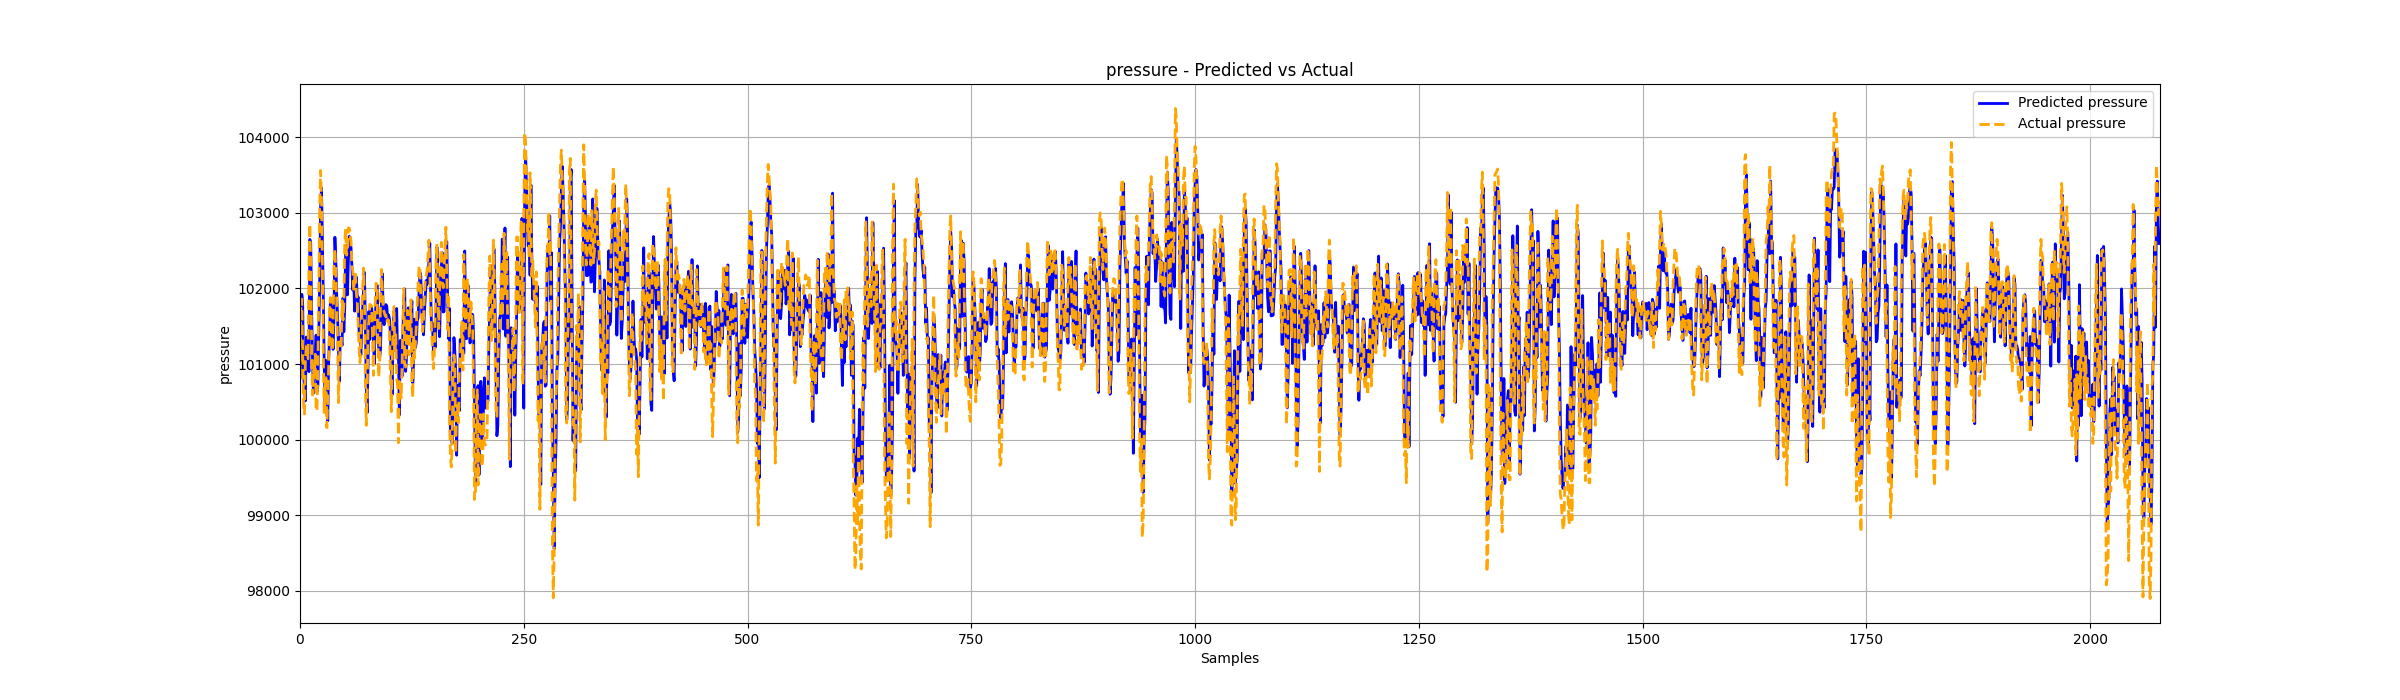 pressure - Predicted vs Actual
Predicted pressure
Actual pressure
104000
103000
102000
101000
100000
99000
98000
pressure
0 250 500 750 1000 1250 1500 1750 2000
Samples